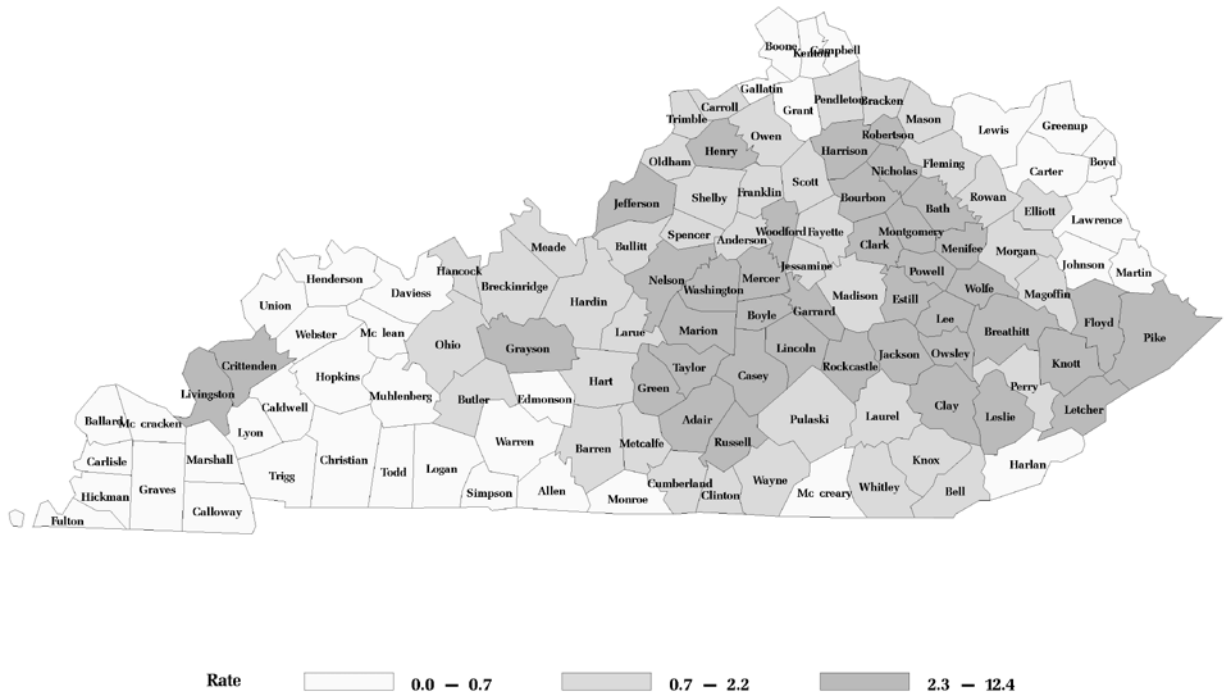 Boone
Kenton
Campbell
Gallatin
Grant
Pendleton
Bracken
Carroll
Trimble
Mason
Owen
Lewis
Greenup
Henry
Robertson
Harrison
Oldham
Fleming
Boyd
Nicholas
Carter
Scott
Franklin
Shelby
Bourbon
Rowan
Jefferson
Bath
Elliott
Lawrence
Spencer
Anderson
Woodford
Fayette
Montgomery
Clark
Menifee
Morgan
Meade
Bullitt
Jessamine
Johnson
Martin
Hancock
Henderson
Breckinridge
Nelson
Washington
Mercer
Powell
Wolfe
Magoffin
Daviess
Union
Hardin
Madison
Estill
Garrard
Boyle
Lee
Floyd
Webster
Mc lean
Larue
Marion
Breathitt
Pike
Ohio
Grayson
Lincoln
Jackson
Owsley
Crittenden
Taylor
Rockcastle
Knott
Hopkins
Hart
Green
Casey
Perry
Livingston
Muhlenberg
Butler
Edmonson
Clay
Leslie
Letcher
Caldwell
Adair
Pulaski
Laurel
Ballard
Mc cracken
Lyon
Warren
Barren
Metcalfe
Russell
Carlisle
Marshall
Christian
Todd
Logan
Trigg
Knox
Harlan
Hickman
Graves
Simpson
Allen
Monroe
Cumberland
Clinton
Wayne
Mc creary
Whitley
Bell
Fulton
Calloway
Rate 0.0 – 0.7 0.7 – 2.2 2.3 – 12.4